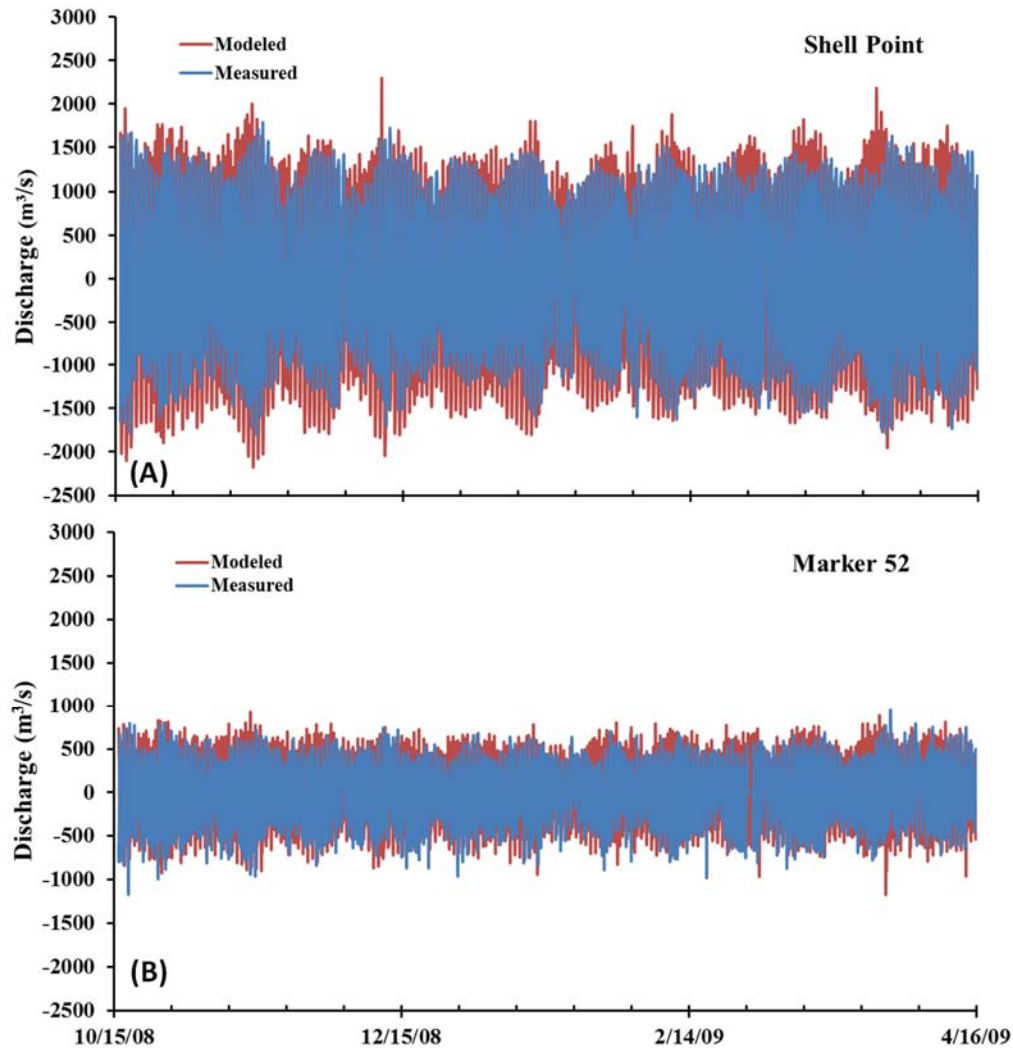 3000
Modeled
Shell Point
2500
Measured
2000
1500
1000
500
0
-500
-1000
-1500
-2000
-2500
Discharge (m³/s)
(A)
3000
Modeled
Marker 52
2500
Measured
2000
1500
1000
500
0
-500
-1000
-1500
-2000
-2500
Discharge (m³/s)
(B)
10/15/08 12/15/08 2/14/09 4/16/09